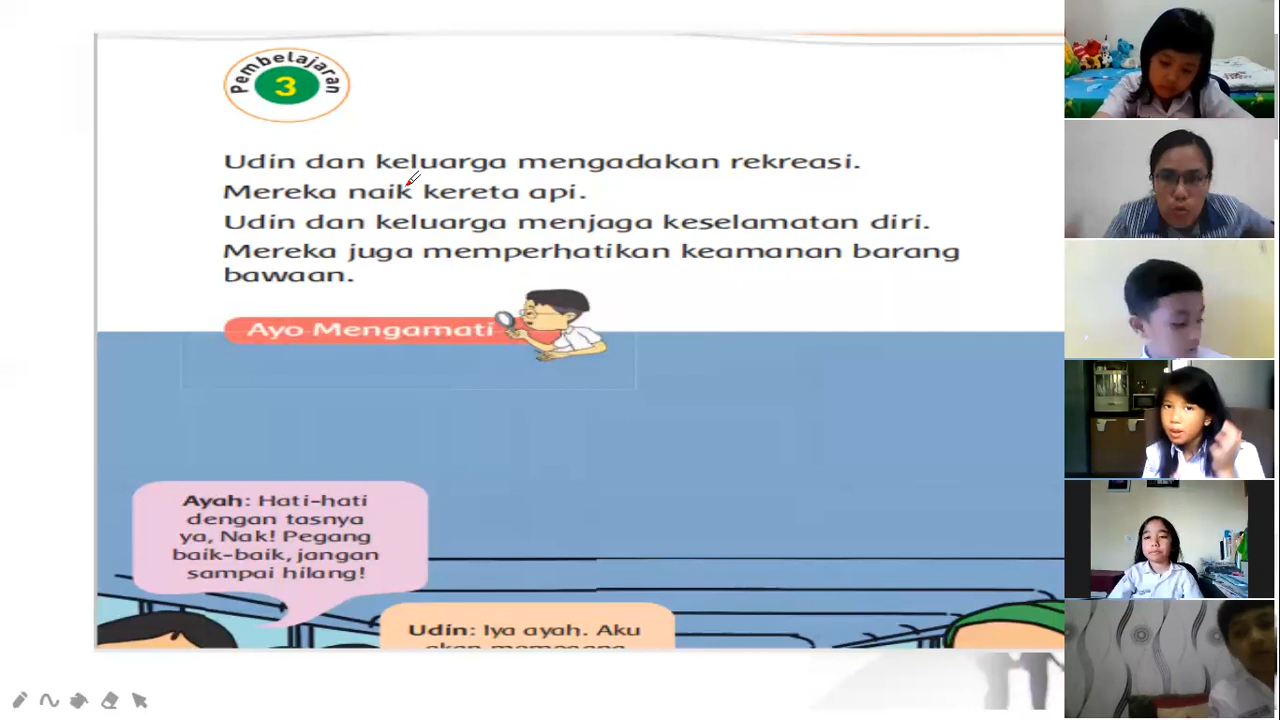 Pembelajaran
3
Udin dan keluarga mengadakan rekreasi.
Mereka naik kereta api.
Udin dan keluarga menjaga keselamatan diri.
Mereka juga memperhatikan keamanan barang
bawaan.
Ayo Mengamati
Ayah: Hati-hati
dengan tasnya
ya, Nak! Pegang
baik-baik, jangan
sampai hilang!
Udin: Iya ayah. Aku